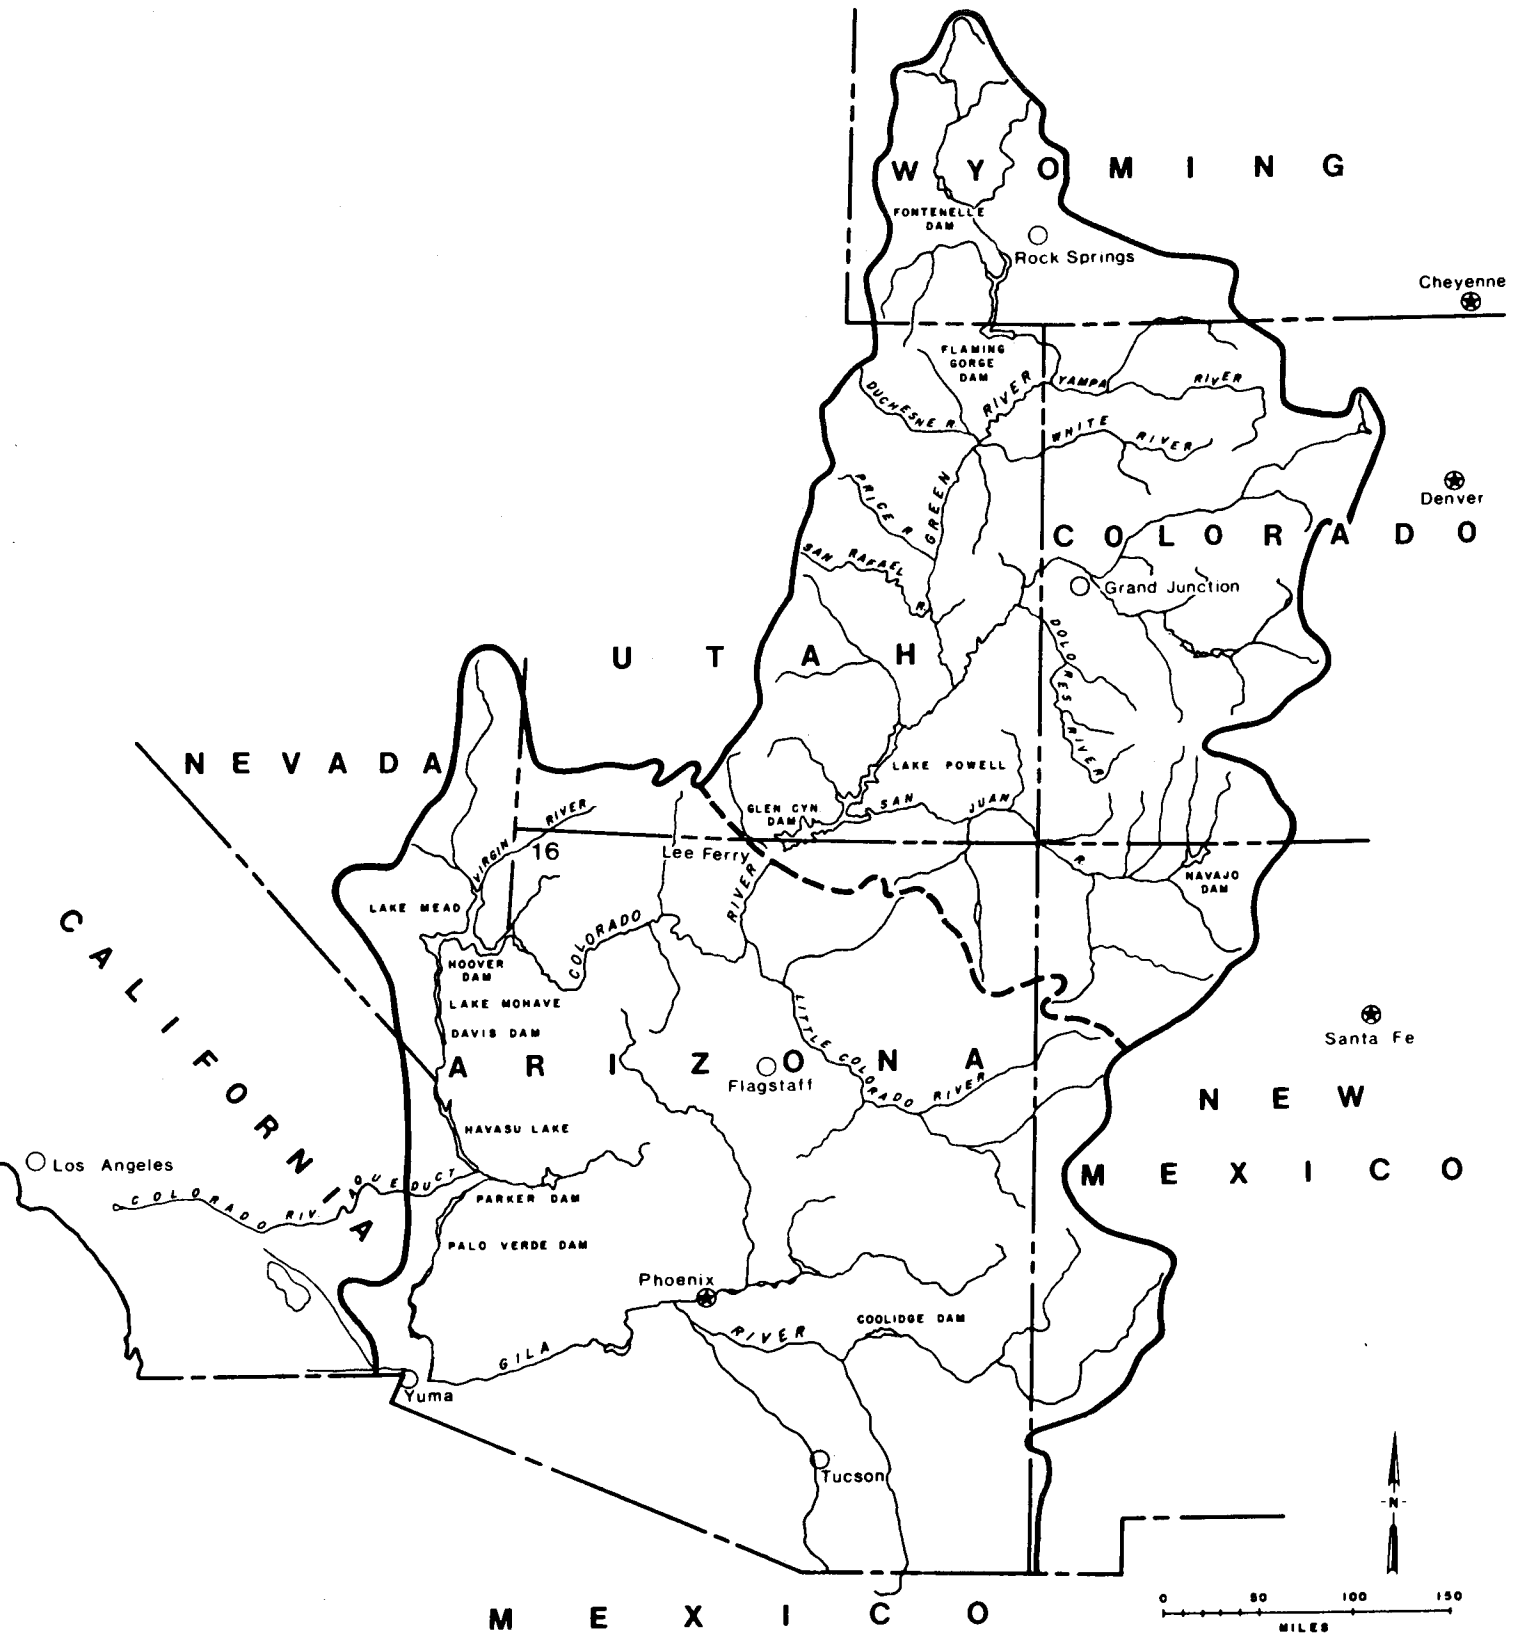 WYOMING
FONTENELLE
DAM
Rock Springs
Cheyenne
FLAMING
GORGE
DAM
DUCHESNE R.
RIVER
YAMPA RIVER
WHITE RIVER
PRICE R.
GREEN
Denver
COLORADO
SAN RAFAEL R.
Grand Junction
DOLORES RIVER
UTAH
NEVADA
LAKE POWELL
GLEN CYN.
DAM
SAN JUAN R.
VIRGIN RIVER
16
Lee Ferry
RIVER
NAVAJO
DAM
LAKE MEAD
COLORADO
CALIFORNIA
HOOVER
DAM
LAKE MOHAVE
DAVIS DAM
LITTLE COLORADO RIVER
Santa Fe
ARIZONA
Flagstaff
NEW
MEXICO
HAVASU LAKE
Los Angeles
COLORADO RIV. AQUEDUCT
PARKER DAM
PALO VERDE DAM
Phoenix
COOLIDGE DAM
GILA RIVER
Yuma
Tucson
N
0 50 100 150
MILES
MEXICO